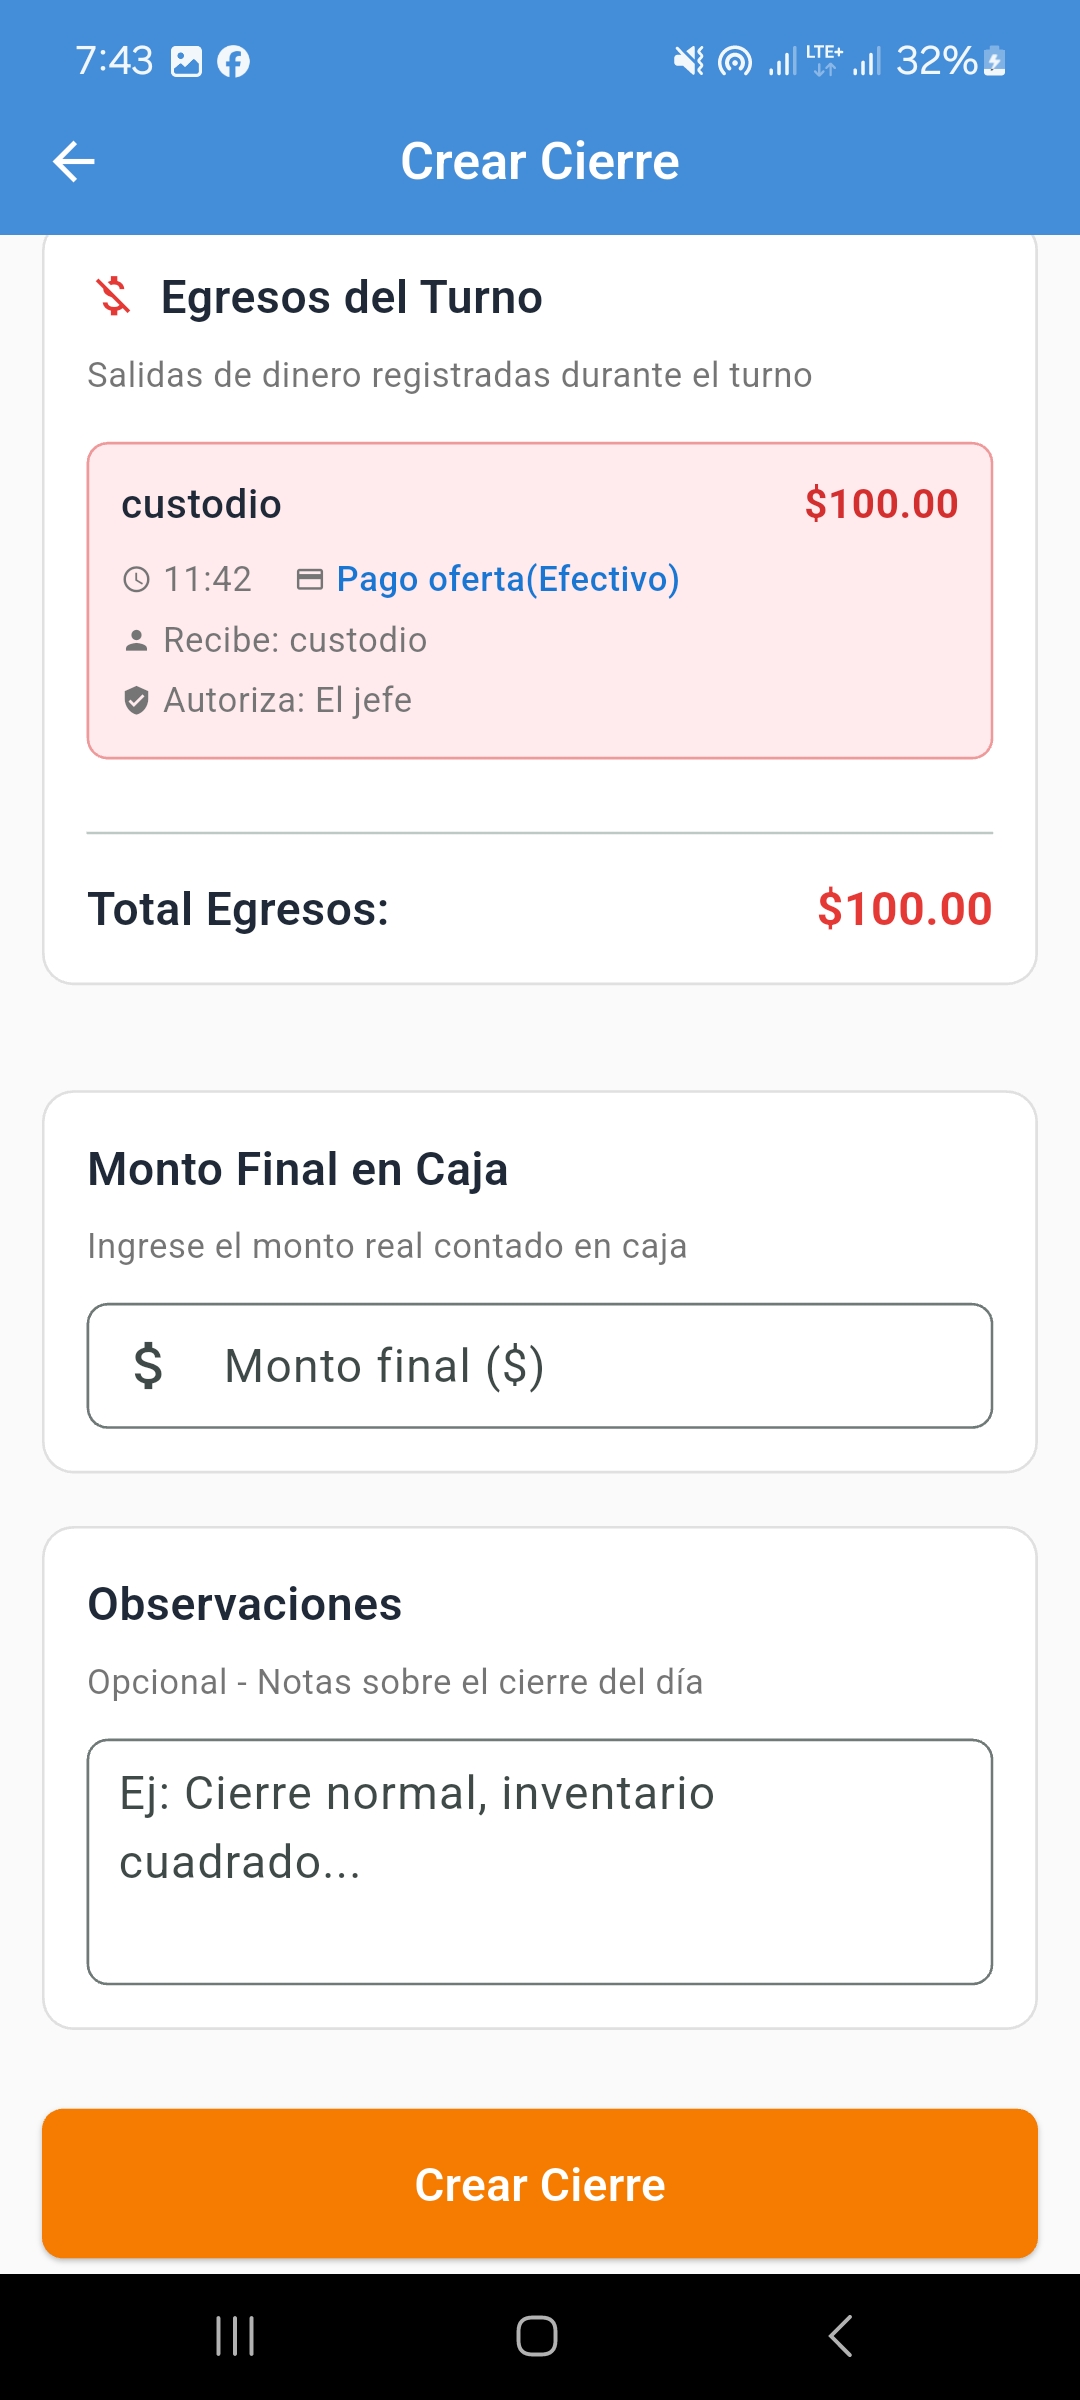 7:43 LTE+ 32%
Crear Cierre
Egresos del Turno
Salidas de dinero registradas durante el turno
custodio $100.00
11:42 Pago oferta(Efectivo)
Recibe: custodio
Autoriza: El jefe
Total Egresos: $100.00
Monto Final en Caja
Ingrese el monto real contado en caja
$ Monto final ($)
Observaciones
Opcional - Notas sobre el cierre del día
Ej: Cierre normal, inventario
cuadrado...
Crear Cierre